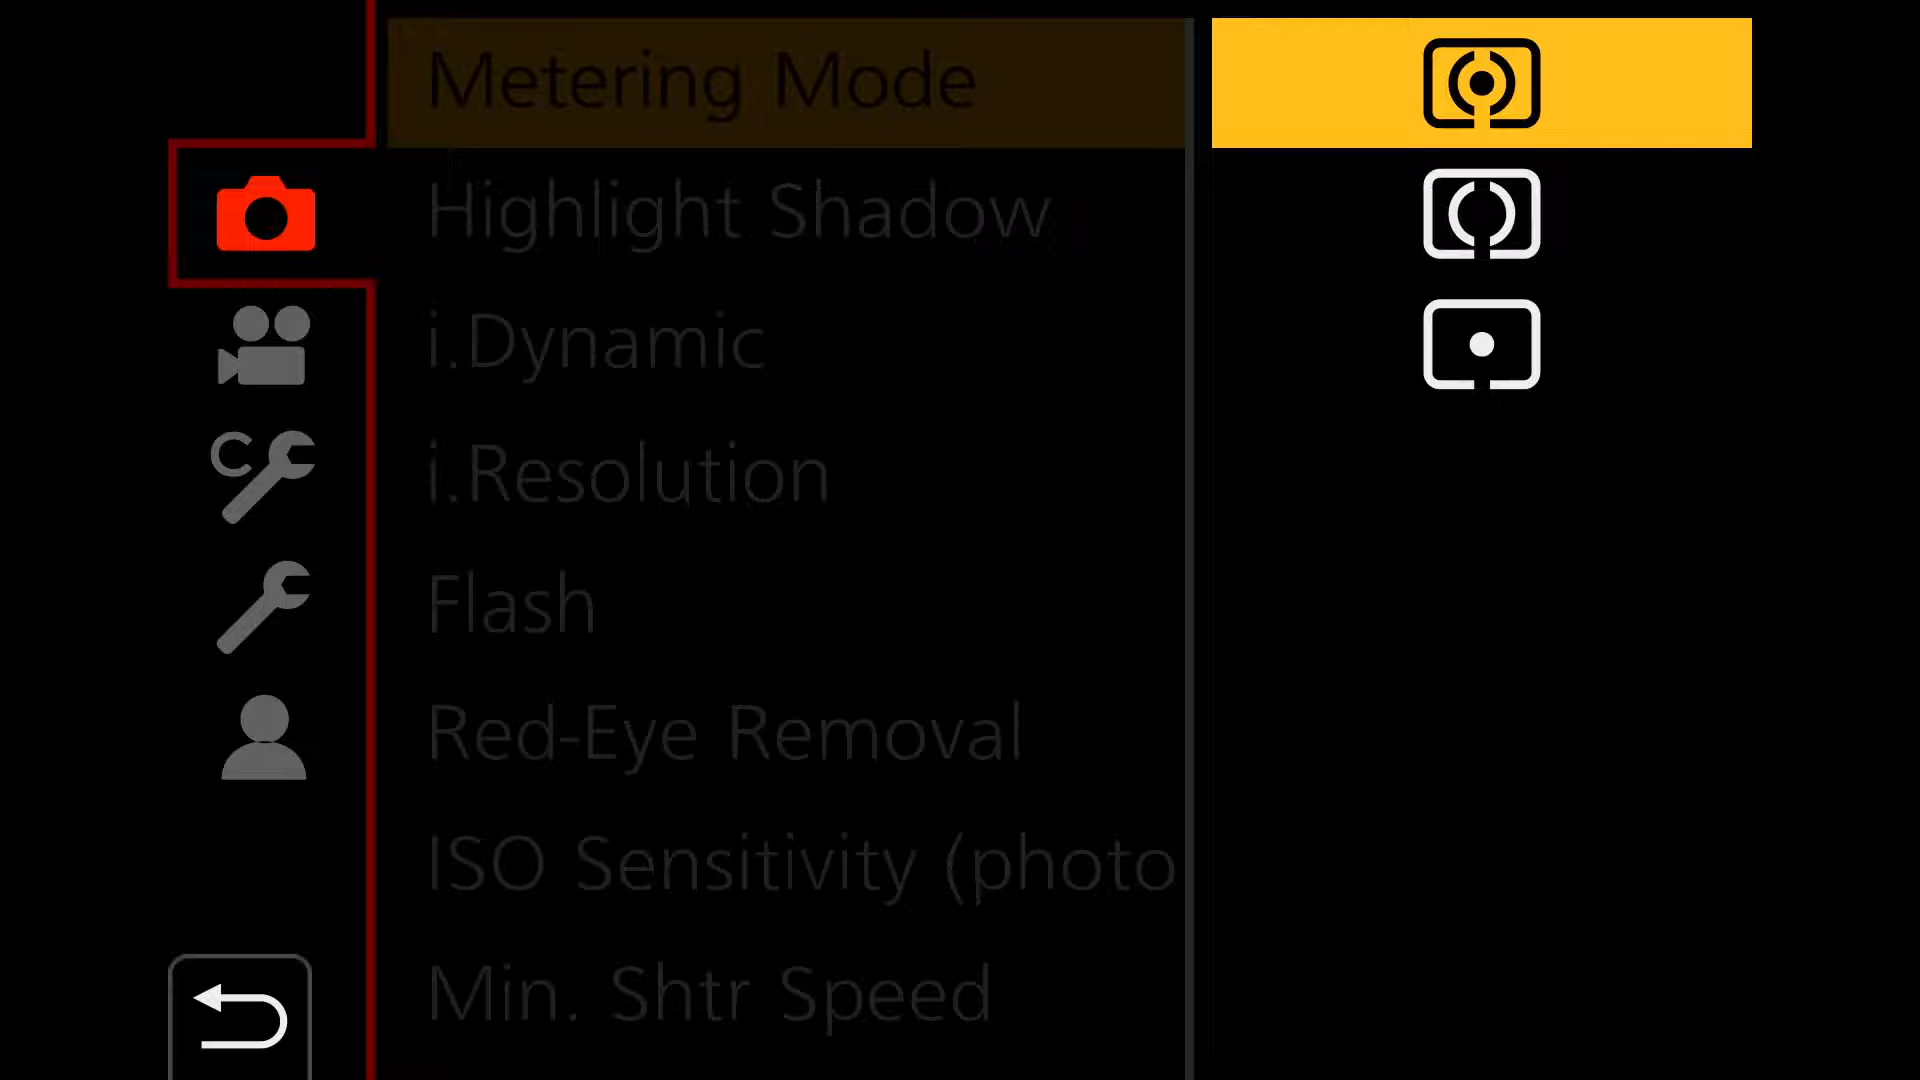 Metering Mode
Highlight Shadow
i.Dynamic
i.Resolution
Flash
Red-Eye Removal
ISO Sensitivity (photo
Min. Shtr Speed